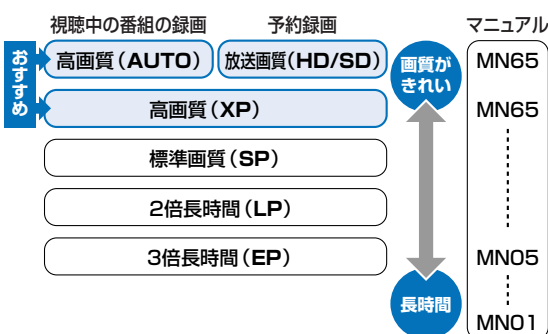 視聴中の番組の録画 予約録画 マニュアル
おすすめ
高画質(AUTO) 放送画質(HD/SD)
高画質(XP)
標準画質(SP)
2倍長時間(LP)
3倍長時間(EP)
画質が
きれい
長時間
MN65
MN65
MN05
MN01